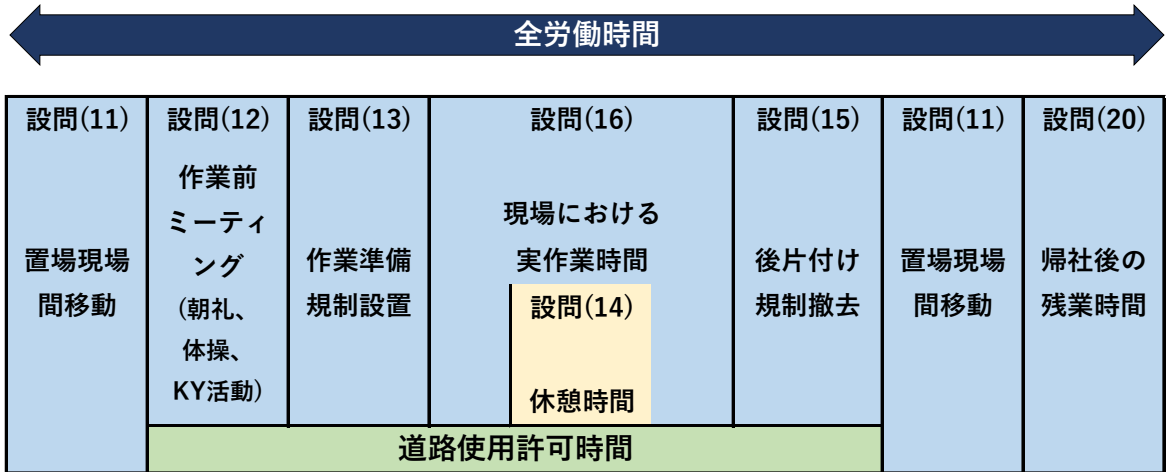 全労働時間
設問(11)
置場現場
間移動
設問(12)
作業前
ミーティ
ング
(朝礼、
体操、
KY活動)
設問(13)
作業準備
規制設置
設問(16)
現場における
実作業時間
設問(14)
休憩時間
設問(15)
後片付け
規制撤去
設問(11)
置場現場
間移動
設問(20)
帰社後の
残業時間
道路使用許可時間